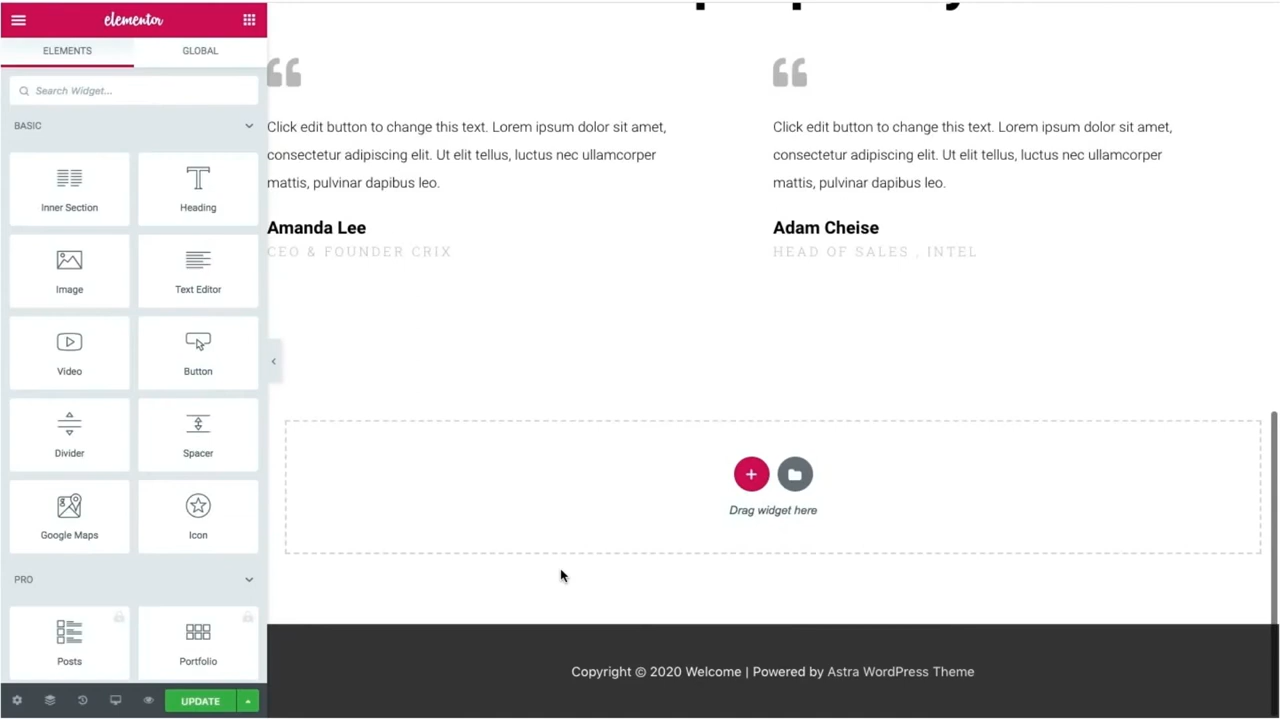 elementor
ELEMENTS
GLOBAL
Search Widget...
BASIC
Inner Section
Heading
Image
Text Editor
Video
Button
Divider
Spacer
Google Maps
Icon
PRO
Posts
Portfolio
UPDATE
Click edit button to change this text. Lorem ipsum dolor sit amet,
consectetur adipiscing elit. Ut elit tellus, luctus nec ullamcorper
mattis, pulvinar dapibus leo.
Amanda Lee
CEO & FOUNDER CRIX
Click edit button to change this text. Lorem ipsum dolor sit amet,
consectetur adipiscing elit. Ut elit tellus, luctus nec ullamcorper
mattis, pulvinar dapibus leo.
Adam Cheise
HEAD OF SALES , INTEL
Drag widget here
Copyright © 2020 Welcome | Powered by Astra WordPress Theme